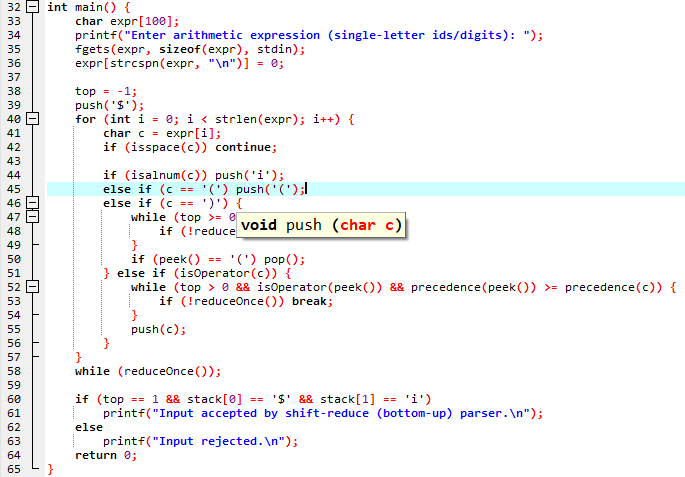 32 int main() {
33 char expr[100];
34 printf("Enter arithmetic expression (single-letter ids/digits): ");
35 fgets(expr, sizeof(expr), stdin);
36 expr[strcspn(expr, "\n")] = 0;
37
38 top = -1;
39 push('$');
40 for (int i = 0; i < strlen(expr); i++) {
41 char c = expr[i];
42 if (isspace(c)) continue;
43
44 if (isalnum(c)) push('i');
45 else if (c == '(') push('(');
46 else if (c == ')') {
47 while (top >= 0
48 if (!reduce
void push (char c)
49 }
50 if (peek() == '(') pop();
51 } else if (isOperator(c)) {
52 while (top > 0 && isOperator(peek()) && precedence(peek()) >= precedence(c)) {
53 if (!reduceOnce()) break;
54 }
55 push(c);
56 }
57 }
58 while (reduceOnce());
59
60 if (top == 1 && stack[0] == '$' && stack[1] == 'i')
61 printf("Input accepted by shift-reduce (bottom-up) parser.\n");
62 else
63 printf("Input rejected.\n");
64 return 0;
65 }